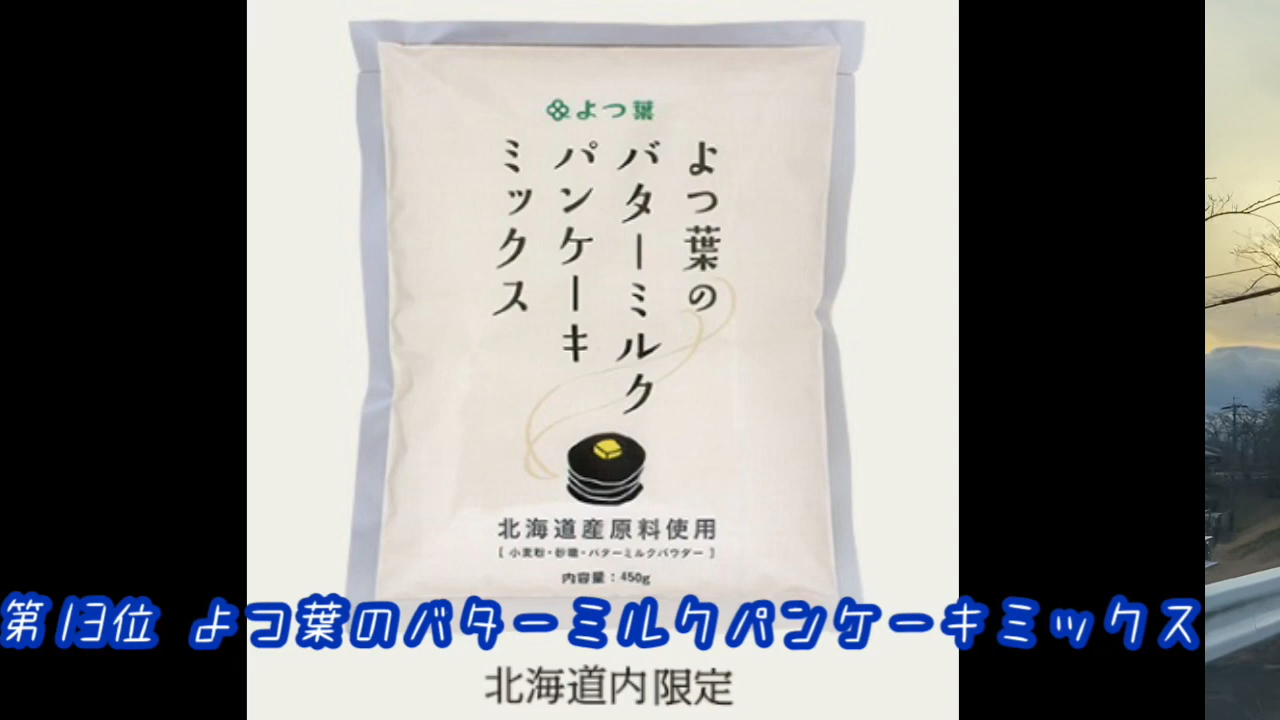 よつ葉
よつ葉の
バターミルク
パンケーキ
ミックス
北海道産原料使用
[ 小麦粉・砂糖・バターミルクパウダー ]
内容量：450g
第13位 よつ葉のバターミルクパンケーキミックス
北海道内限定